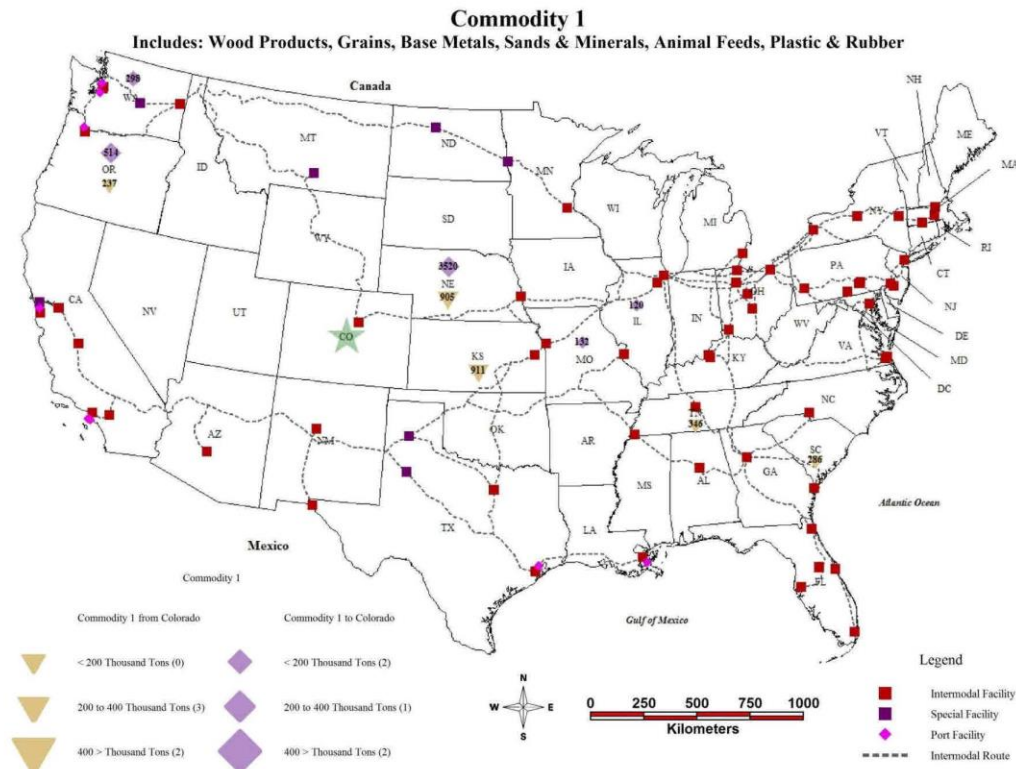 Commodity 1
Includes: Wood Products, Grains, Base Metals, Sands & Minerals, Animal Feeds, Plastic & Rubber
Canada
NH
VT
ME
MA
298
WA
MT
ND
MN
514
OR
237
ID
SD
WI
MI
NY
RI
CT
WY
3520
NE
905
IA
PA
OH
NJ
CA
NV
UT
CO
120
IL
IN
WV
DE
MD
DC
VA
KS
911
132
MO
KY
AZ
NM
OK
AR
346
NC
SC
286
TX
LA
MS
AL
GA
Atlantic Ocean
Mexico
FL
Gulf of Mexico
Commodity 1
Commodity 1 from Colorado
Commodity 1 to Colorado
< 200 Thousand Tons (0)
< 200 Thousand Tons (2)
200 to 400 Thousand Tons (3)
200 to 400 Thousand Tons (1)
400 > Thousand Tons (2)
400 > Thousand Tons (2)
N
W E
S
0 250 500 750 1000
Kilometers
Legend
Intermodal Facility
Special Facility
Port Facility
Intermodal Route